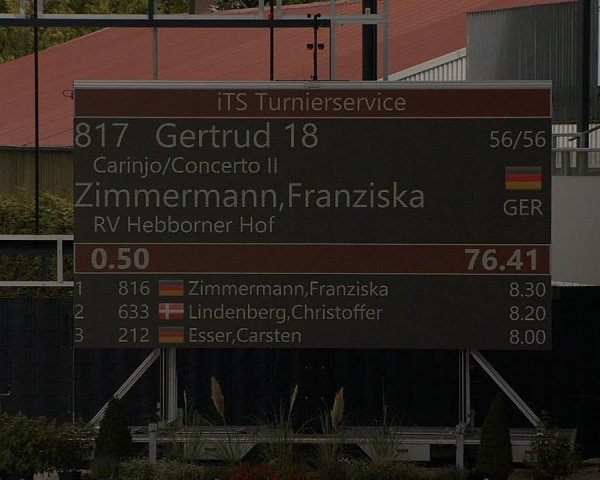 iTS Turnierservice
817 Gertrud 18 56/56
Carinjo/Concerto II
Zimmermann,Franziska GER
RV Hebborner Hof
0.50 76.41
1 816 Zimmermann,Franziska 8.30
2 633 Lindenberg,Christoffer 8.20
3 212 Esser,Carsten 8.00